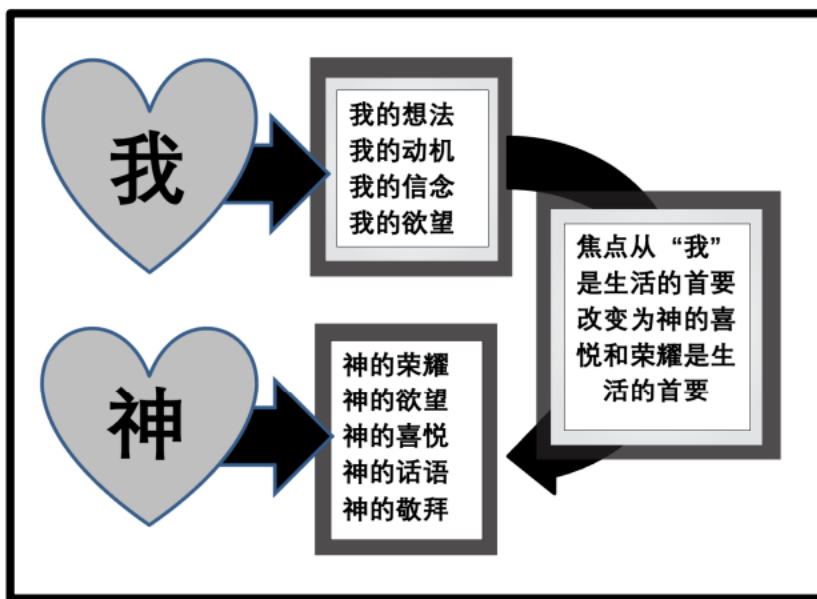 我
我的想法
我的动机
我的信念
我的欲望
焦点从 “我”
是生活的首要
改变为神的喜
悦和荣耀是生
活的首要
神
神的荣耀
神的欲望
神的喜悦
神的话语
神的敬拜